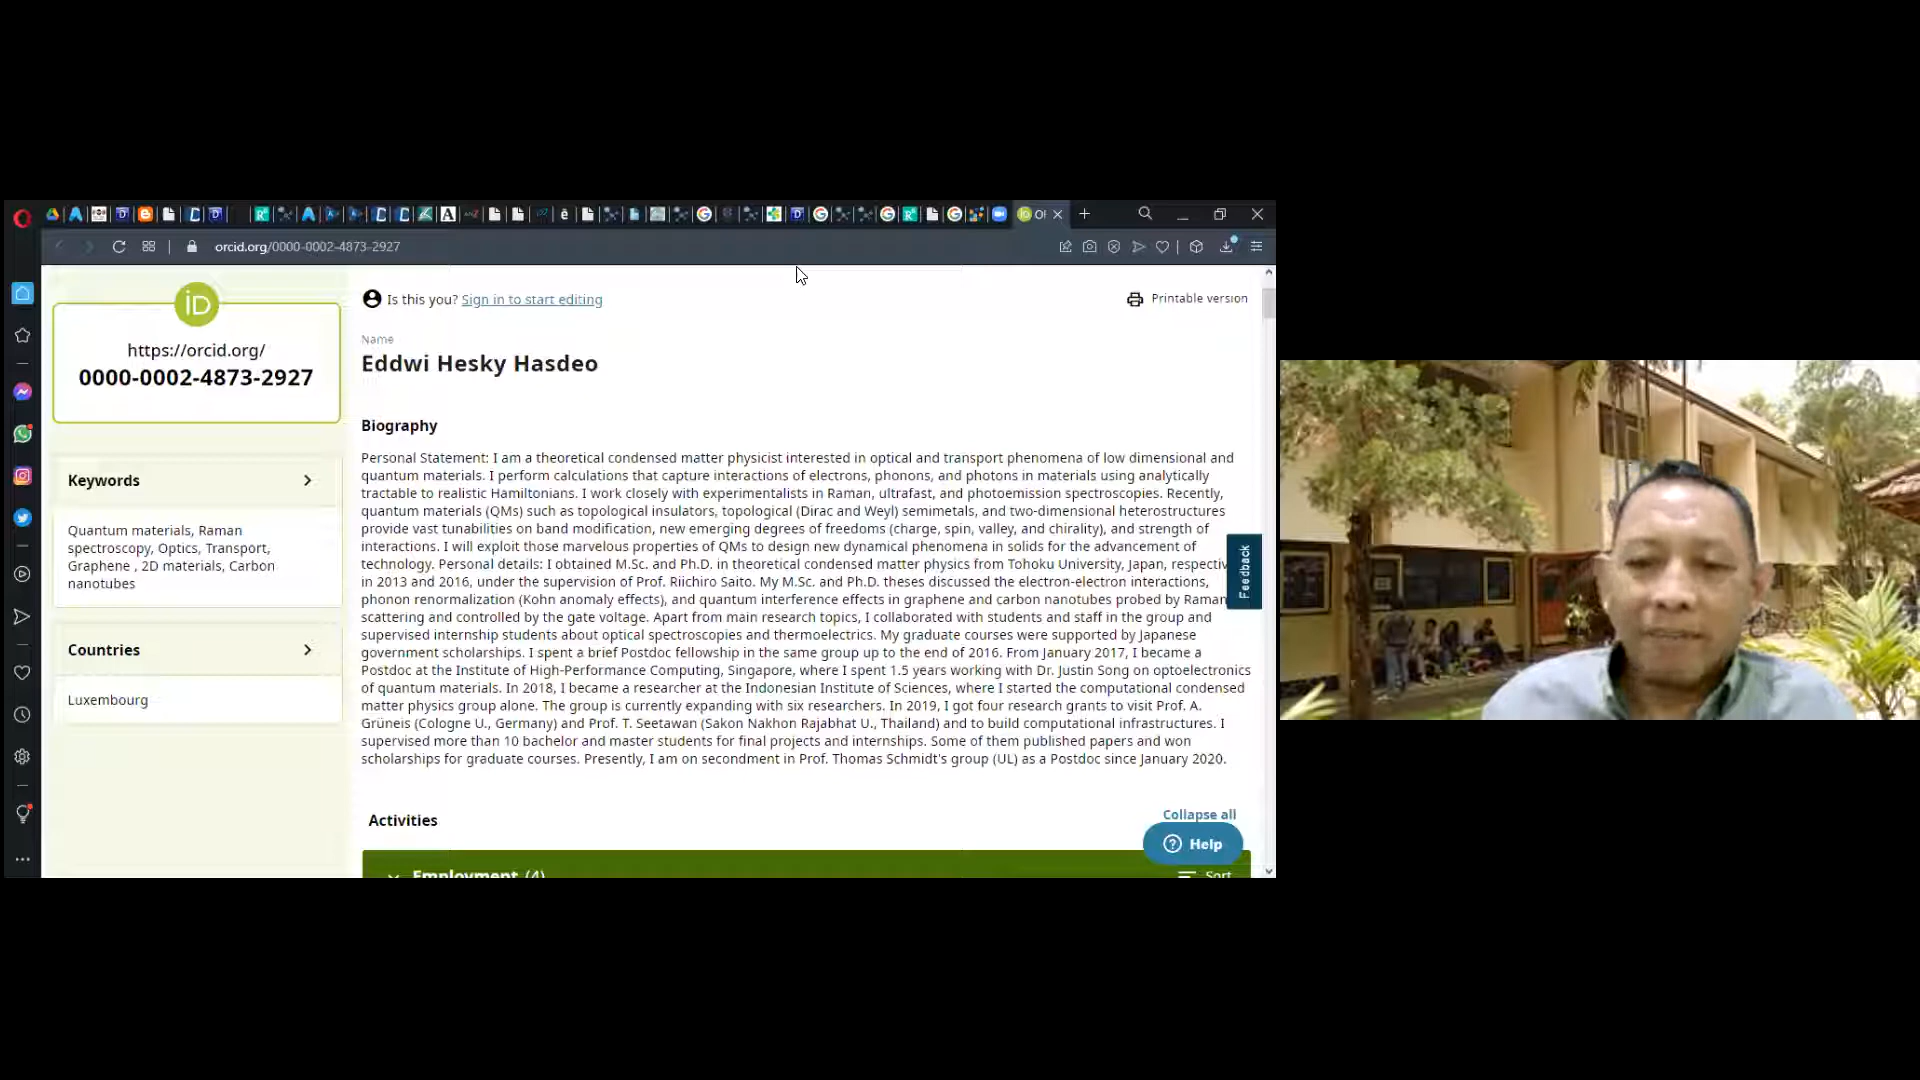 OI
orcid.org/0000-0002-4873-2927
iD
https://orcid.org/
0000-0002-4873-2927
Keywords
Quantum materials, Raman
spectroscopy, Optics, Transport,
Graphene , 2D materials, Carbon
nanotubes
Countries
Luxembourg
Is this you? Sign in to start editing
Printable version
Name
Eddwi Hesky Hasdeo
Biography
Personal Statement: I am a theoretical condensed matter physicist interested in optical and transport phenomena of low dimensional and
quantum materials. I perform calculations that capture interactions of electrons, phonons, and photons in materials using analytically
tractable to realistic Hamiltonians. I work closely with experimentalists in Raman, ultrafast, and photoemission spectroscopies. Recently,
quantum materials (QMs) such as topological insulators, topological (Dirac and Weyl) semimetals, and two-dimensional heterostructures
provide vast tunabilities on band modification, new emerging degrees of freedoms (charge, spin, valley, and chirality), and strength of
interactions. I will exploit those marvelous properties of QMs to design new dynamical phenomena in solids for the advancement of
technology. Personal details: I obtained M.Sc. and Ph.D. in theoretical condensed matter physics from Tohoku University, Japan, respectiv
in 2013 and 2016, under the supervision of Prof. Riichiro Saito. My M.Sc. and Ph.D. theses discussed the electron-electron interactions,
phonon renormalization (Kohn anomaly effects), and quantum interference effects in graphene and carbon nanotubes probed by Raman
scattering and controlled by the gate voltage. Apart from main research topics, I collaborated with students and staff in the group and
supervised internship students about optical spectroscopies and thermoelectrics. My graduate courses were supported by Japanese
government scholarships. I spent a brief Postdoc fellowship in the same group up to the end of 2016. From January 2017, I became a
Postdoc at the Institute of High-Performance Computing, Singapore, where I spent 1.5 years working with Dr. Justin Song on optoelectronics
of quantum materials. In 2018, I became a researcher at the Indonesian Institute of Sciences, where I started the computational condensed
matter physics group alone. The group is currently expanding with six researchers. In 2019, I got four research grants to visit Prof. A.
Grüneis (Cologne U., Germany) and Prof. T. Seetawan (Sakon Nakhon Rajabhat U., Thailand) and to build computational infrastructures. I
supervised more than 10 bachelor and master students for final projects and internships. Some of them published papers and won
scholarships for graduate courses. Presently, I am on secondment in Prof. Thomas Schmidt's group (UL) as a Postdoc since January 2020.
Feedback
Activities
Collapse all
Help
Employment (4)
Sort